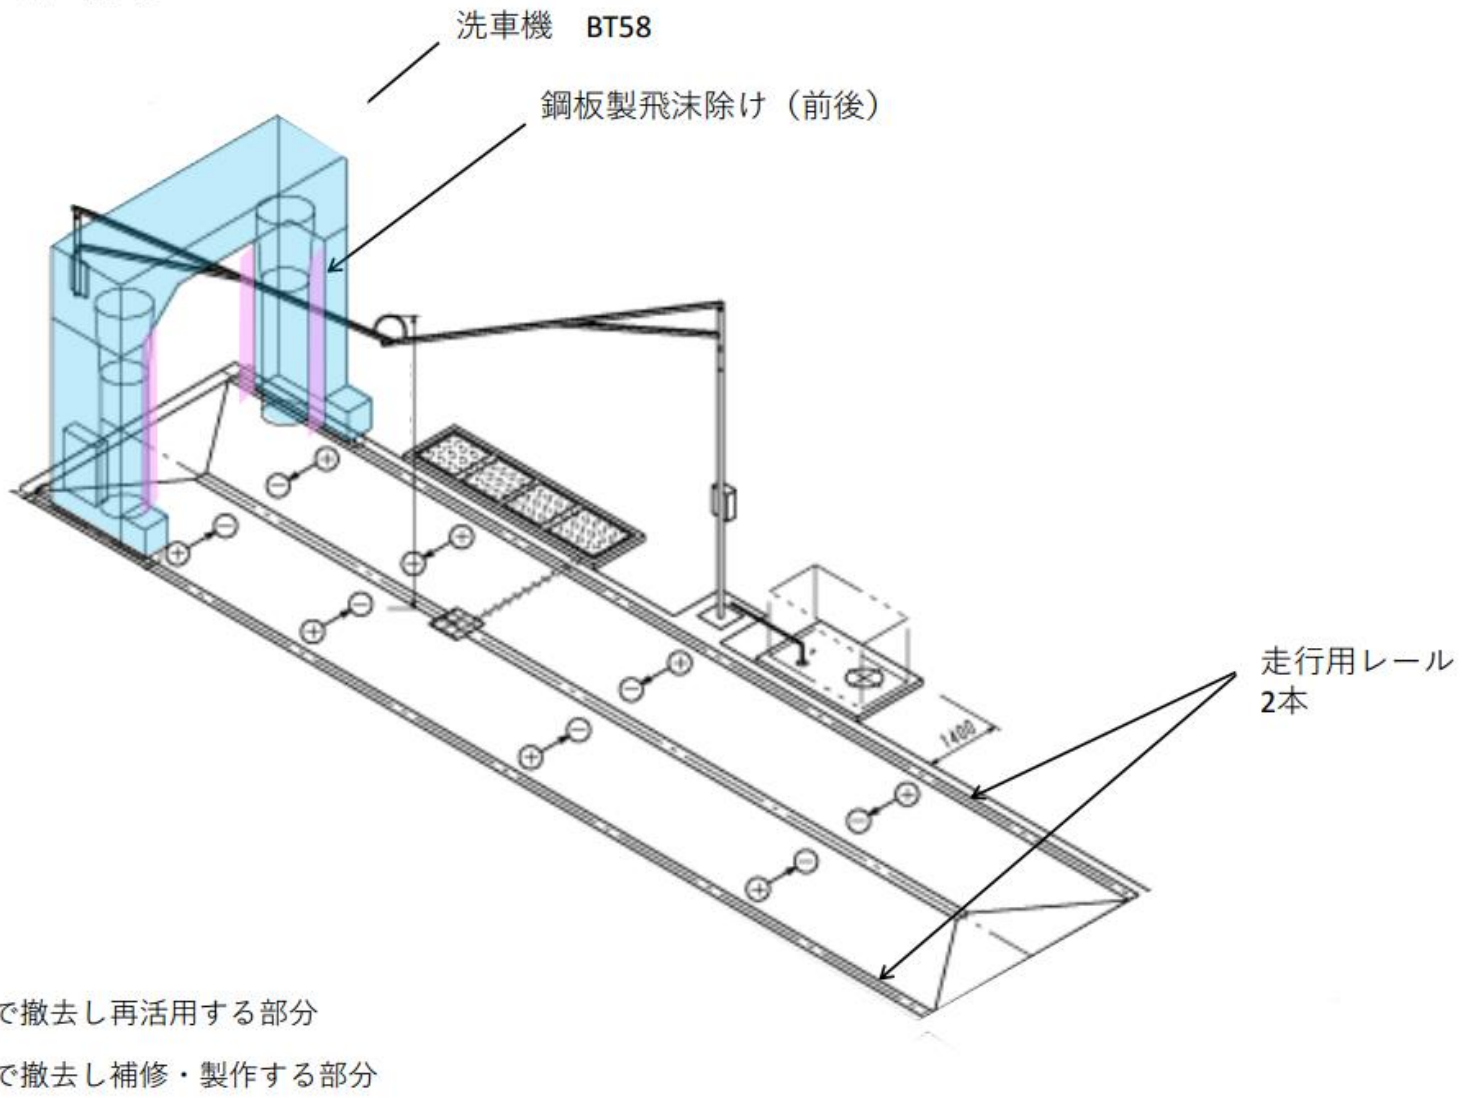 洗車機 BT58
鋼板製飛沫除け（前後）
走行用レール
2本
1400
で撤去し再活用する部分
で撤去し補修・製作する部分